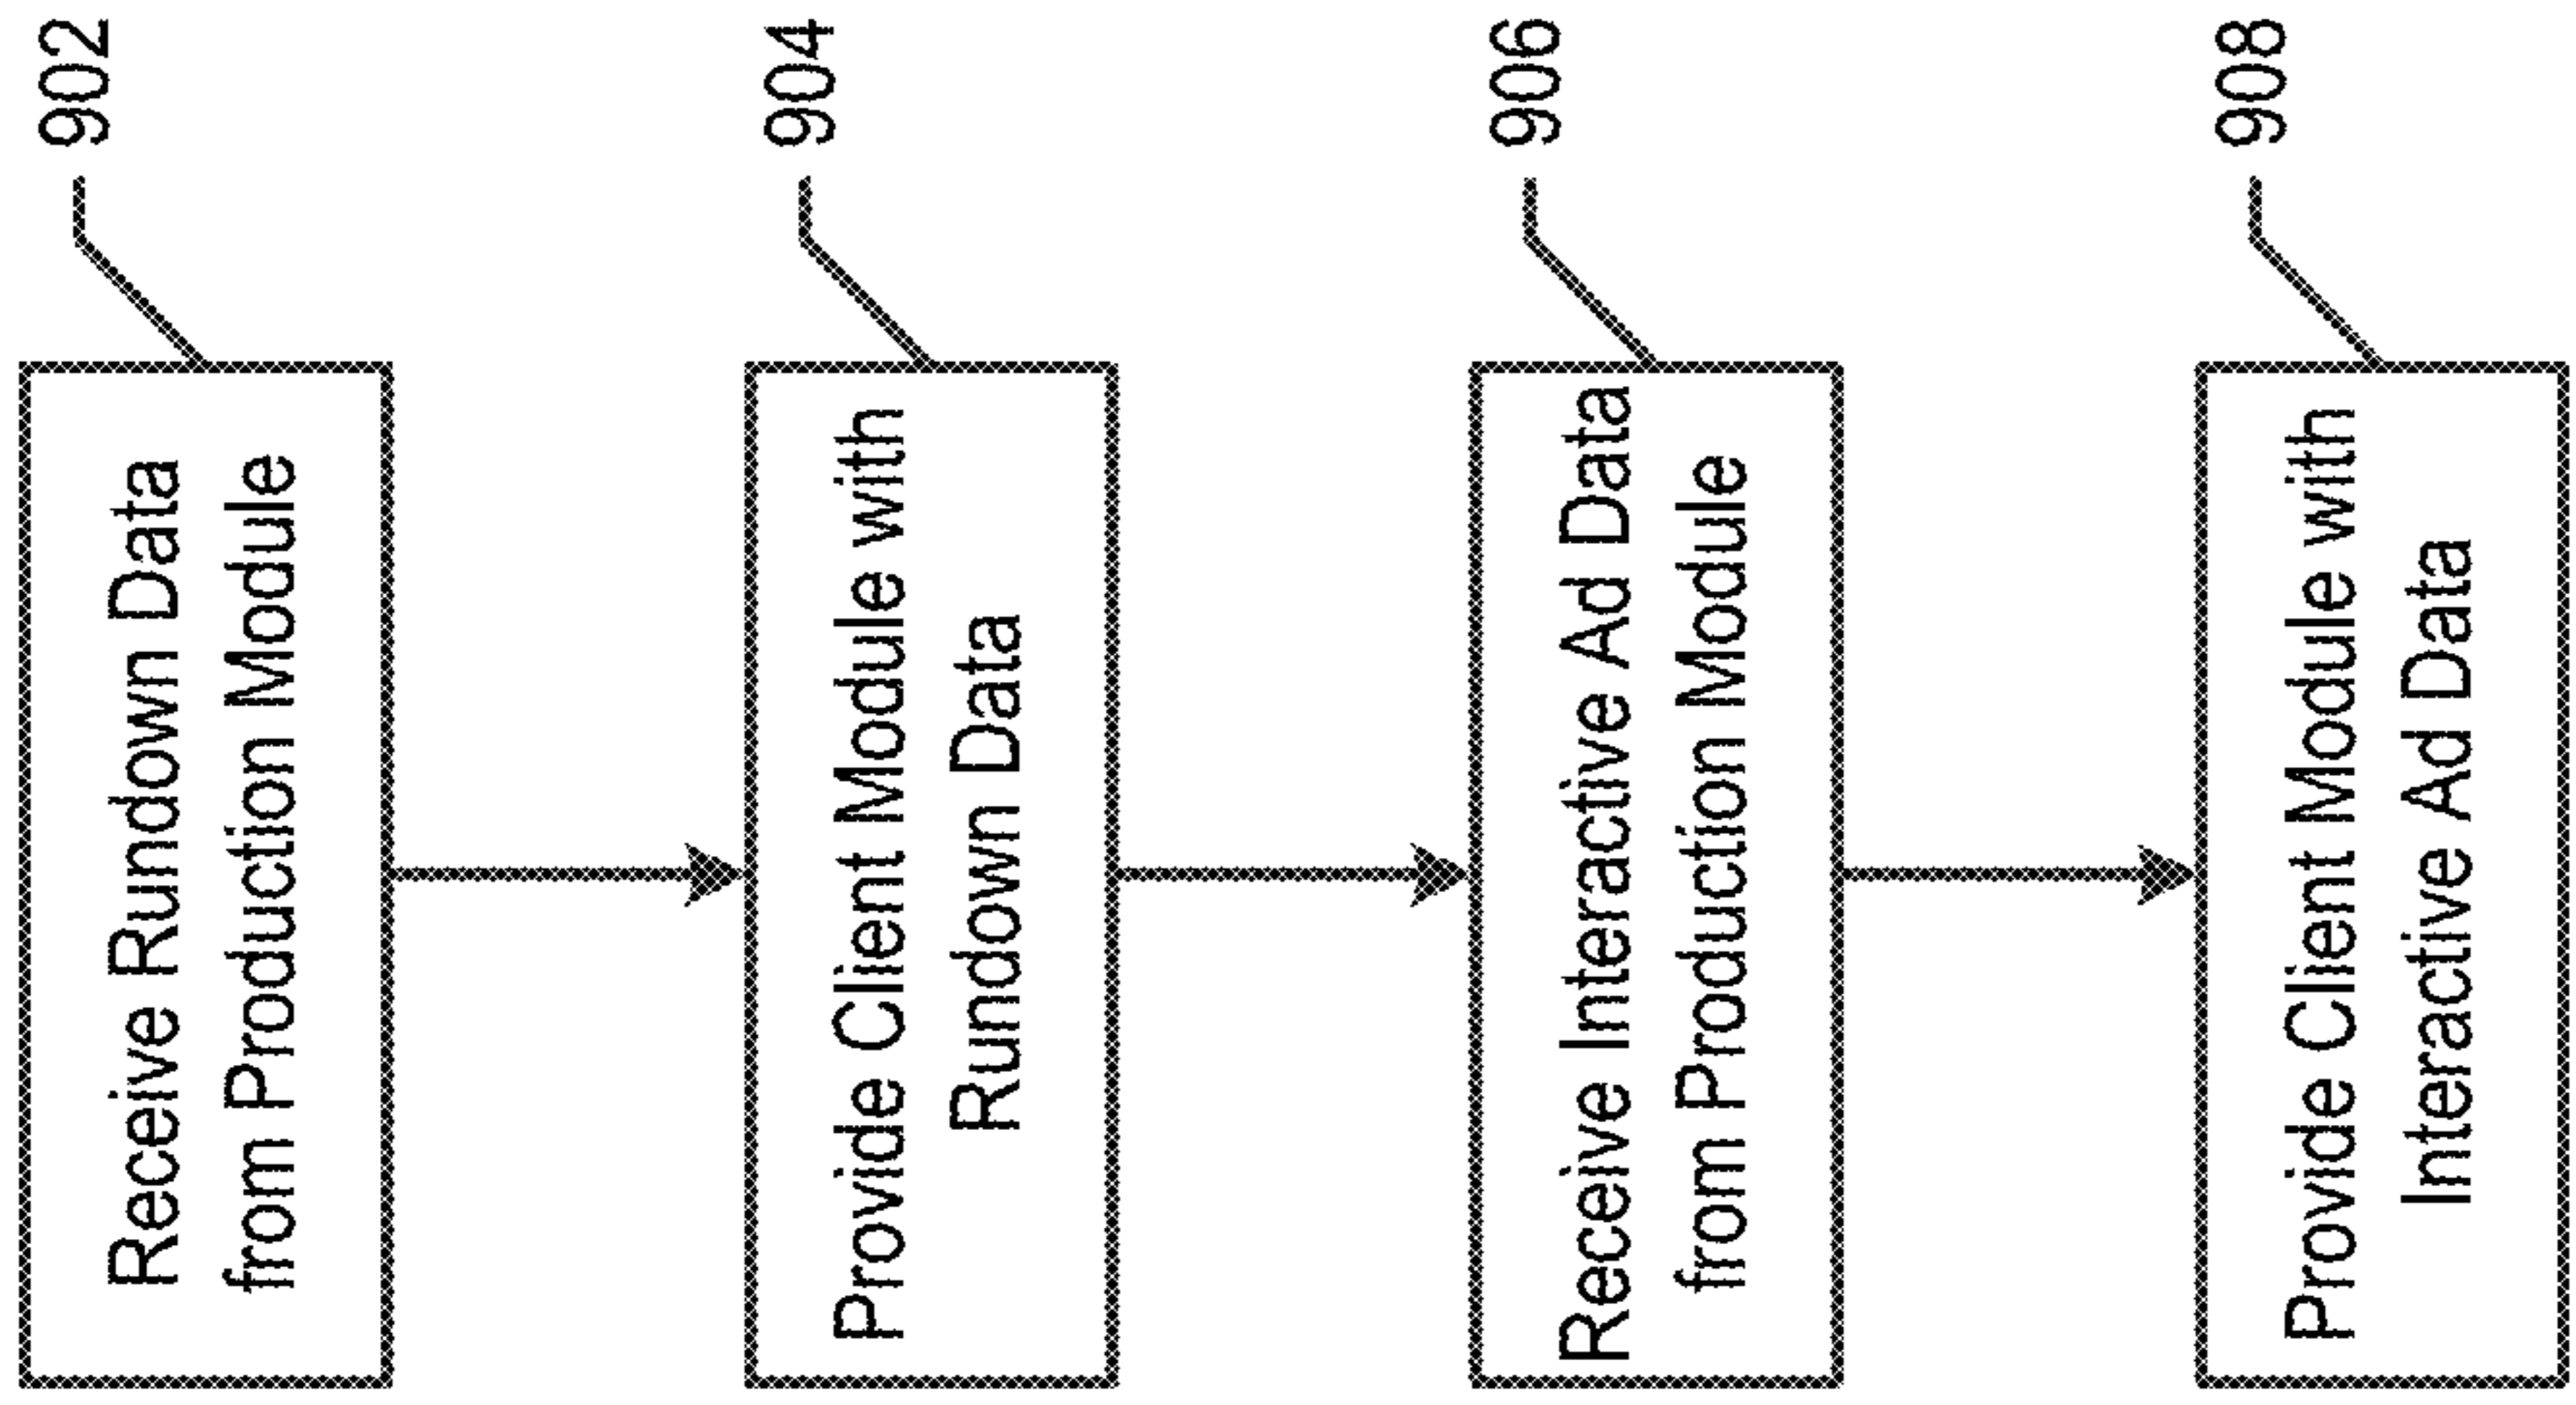 Receive Rundown Data
from Production Module
902
Provide Client Module with
Rundown Data
904
Receive Interactive Ad Data
from Production Module
906
Provide Client Module with
Interactive Ad Data
908